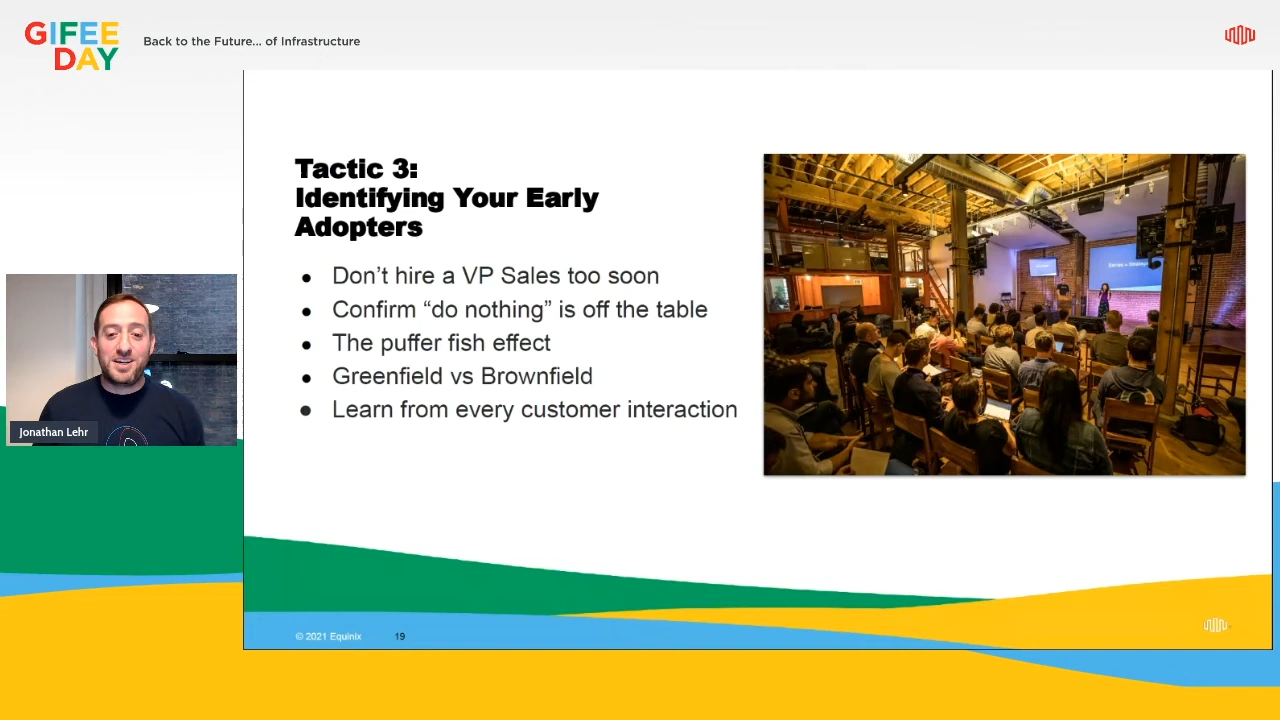 GIFEE
DAY
Back to the Future... of Infrastructure
Tactic 3:
Identifying Your Early
Adopters
● Don’t hire a VP Sales too soon
● Confirm “do nothing” is off the table
● The puffer fish effect
● Greenfield vs Brownfield
● Learn from every customer interaction
Jonathan Lehr
© 2021 Equinix 19